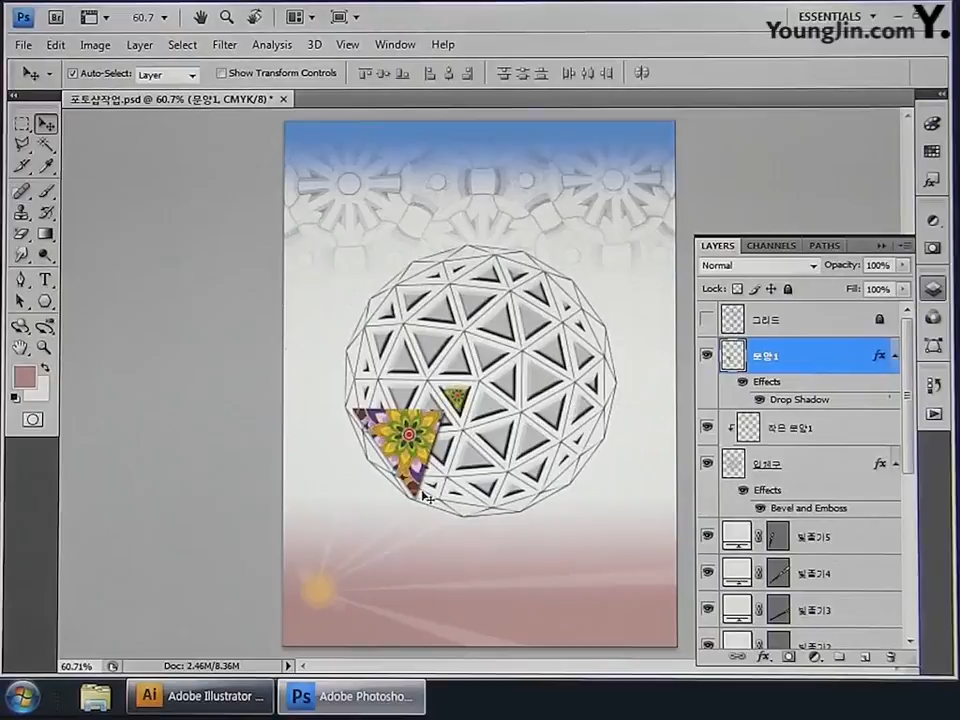 Ps Br 60.7 ESSENTIALS Y.
YoungJin.com
File Edit Image Layer Select Filter Analysis 3D View Window Help
Auto-Select: Layer Show Transform Controls
포토샵작업.psd @ 60.7% (문양1, CMYK/8) *
LAYERS CHANNELS PATHS
Normal Opacity: 100%
Lock: Fill: 100%
그리드
문양1 fx
Effects
Drop Shadow
작은 문양1
입체구 fx
Effects
Bevel and Emboss
빛줄기5
빛줄기4
빛줄기3
60.71% Doc: 2.46M/8.36M
Ai Adobe Illustrator ... Ps Adobe Photosho...